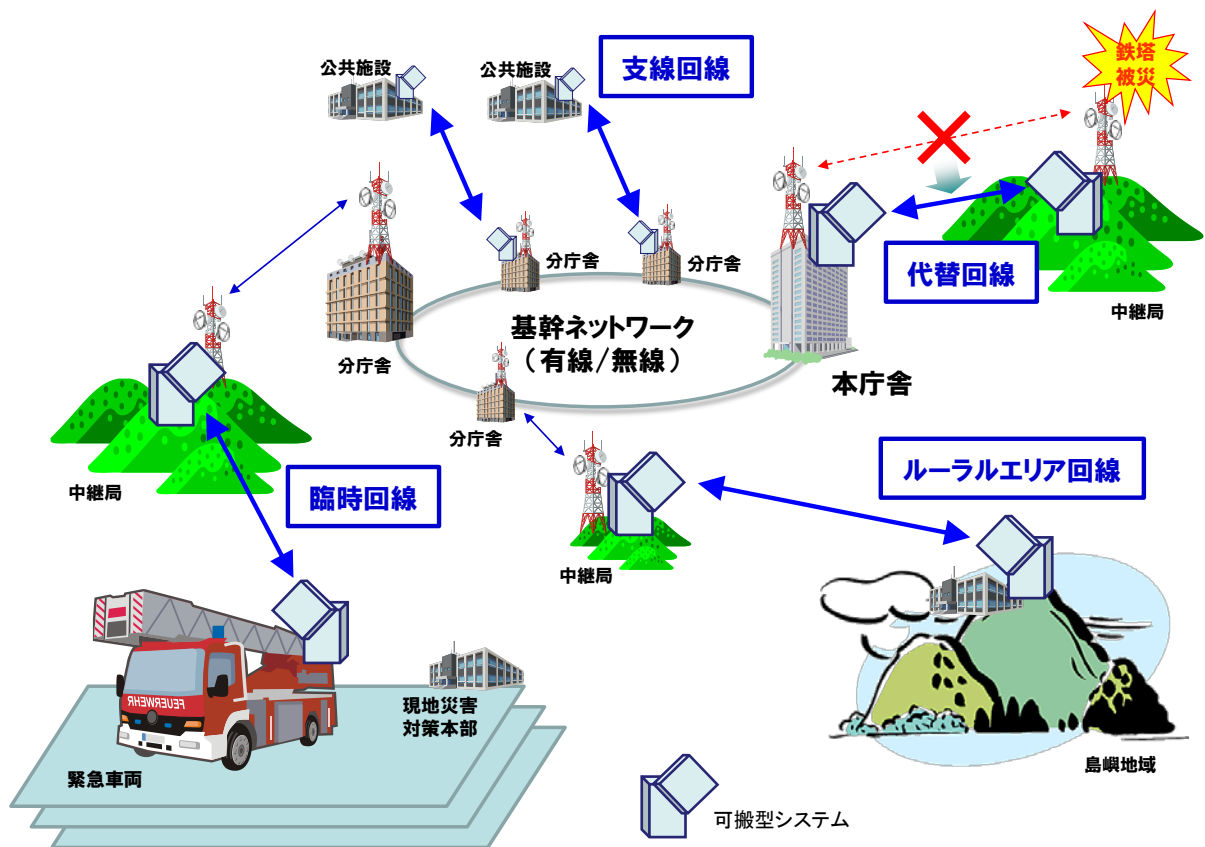 公共施設
公共施設
支線回線
鉄塔
被災
分庁舎
分庁舎
代替回線
中継局
基幹ネットワーク
(有線/無線)
分庁舎
本庁舎
分庁舎
中継局
臨時回線
ルーラルエリア回線
中継局
FEUERWEHR
現地災害
対策本部
緊急車両
島嶼地域
可搬型システム